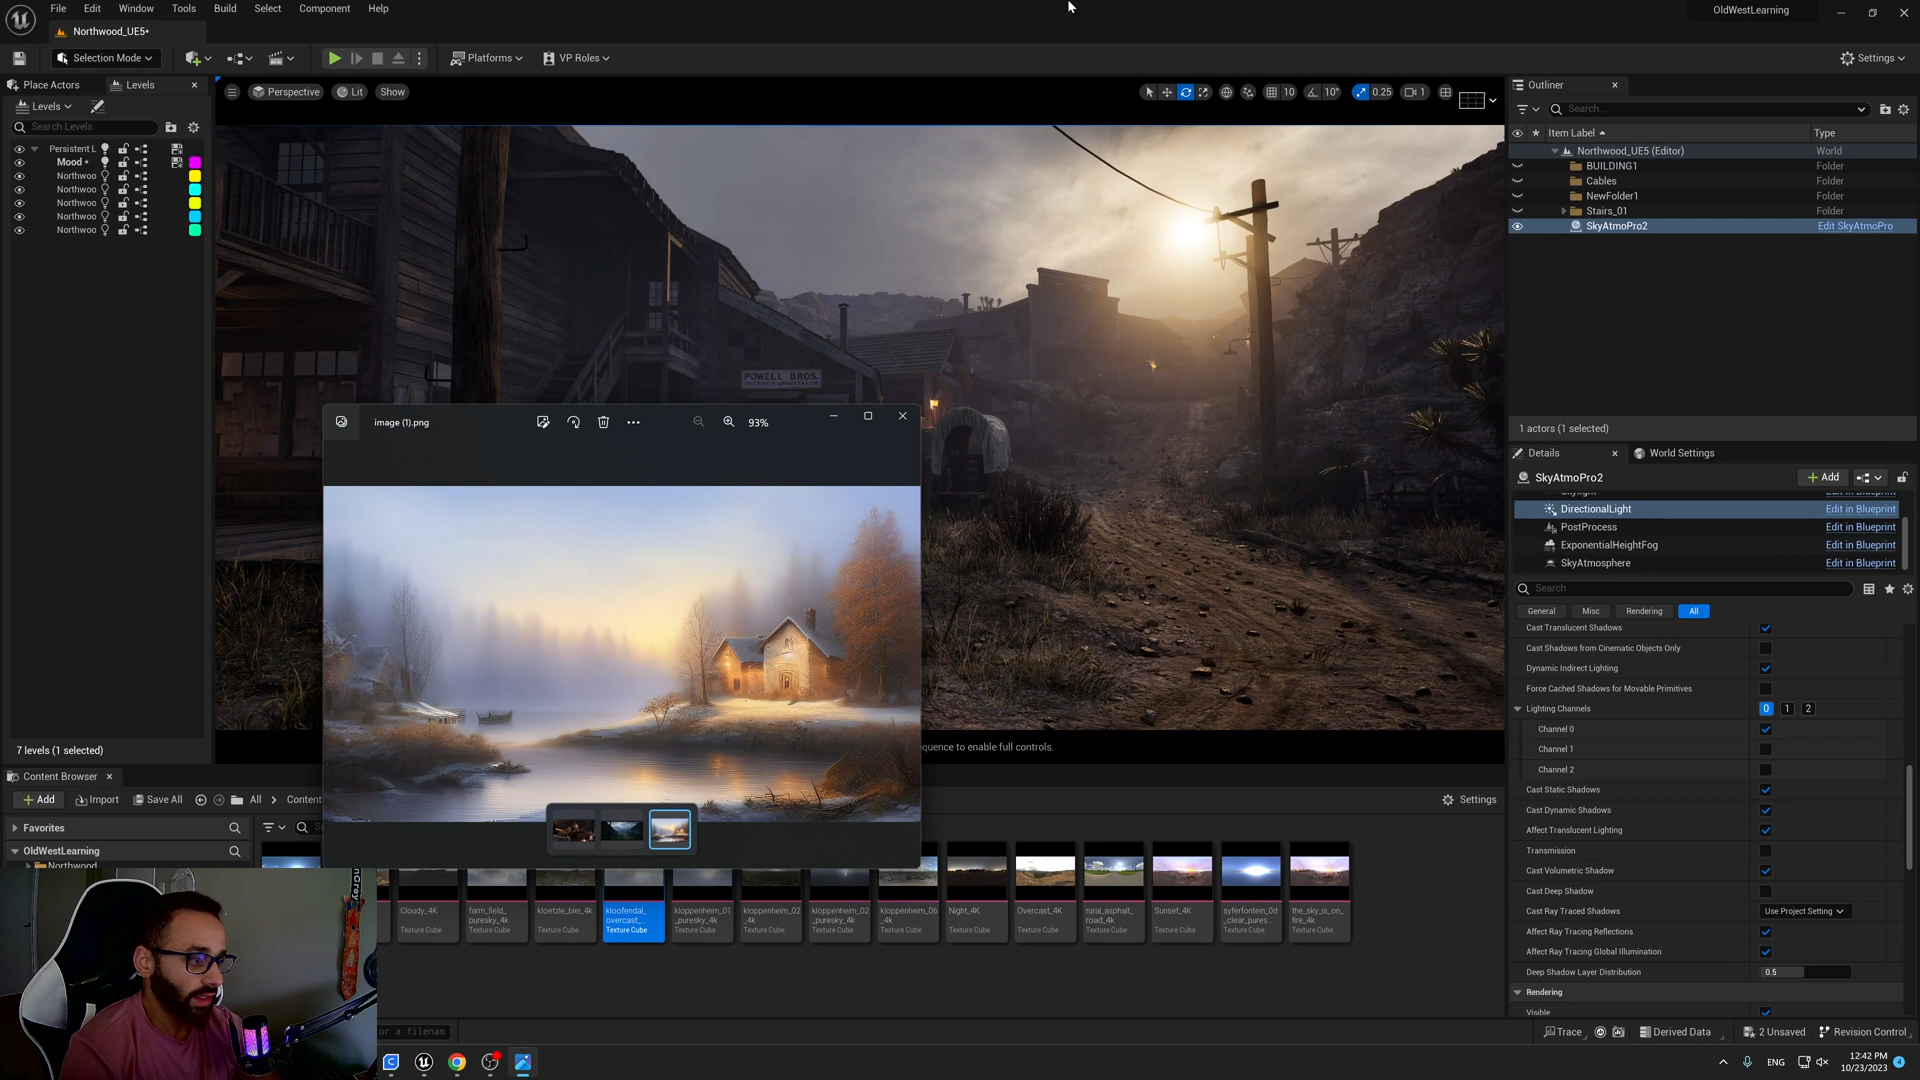 File Edit Window Tools Build Select Component Help
OldWestLearning
Northwood_UE5*
Selection Mode
Platforms
VP Roles
Settings
Place Actors
Levels
Levels
Search Levels
Persistent L
Mood *
Northwoo
Northwoo
Northwoo
Northwoo
Northwoo
7 levels (1 selected)
Perspective
Lit
Show
10
10°
0.25
1
POWELL BROS.
image (1).png
93%
equence to enable full controls.
Outliner
Search...
Item Label
Type
Northwood_UE5 (Editor)
World
BUILDING1
Folder
Cables
Folder
NewFolder1
Folder
Stairs_01
Folder
SkyAtmoPro2
Edit SkyAtmoPro
1 actors (1 selected)
Details
World Settings
SkyAtmoPro2
Add
DirectionalLight
Edit in Blueprint
PostProcess
Edit in Blueprint
ExponentialHeightFog
Edit in Blueprint
SkyAtmosphere
Edit in Blueprint
Search
General
Misc
Rendering
All
Cast Translucent Shadows
Cast Shadows from Cinematic Objects Only
Dynamic Indirect Lighting
Force Cached Shadows for Movable Primitives
Lighting Channels
0 1 2
Channel 0
Channel 1
Channel 2
Cast Static Shadows
Cast Dynamic Shadows
Affect Translucent Lighting
Transmission
Cast Volumetric Shadow
Cast Deep Shadow
Cast Ray Traced Shadows
Use Project Setting
Affect Ray Tracing Reflections
Affect Ray Tracing Global Illumination
Deep Shadow Layer Distribution
0.5
Rendering
Visible
Content Browser
Add
Import
Save All
All
Content
Settings
Favorites
OldWestLearning
Northwood
Cloudy_4K
Texture Cube
farm_field_
puresky_4k
Texture Cube
kloetzle_blei_4k
Texture Cube
kloofendal_
overcast_...
Texture Cube
kloppenheim_01
_puresky_4k
Texture Cube
kloppenheim_02
_4k
Texture Cube
kloppenheim_02
_puresky_4k
Texture Cube
kloppenheim_06
_4k
Texture Cube
Night_4K
Texture Cube
Overcast_4K
Texture Cube
rural_asphalt_
road_4K
Texture Cube
Sunset_4K
Texture Cube
syferfontein_0d
_clear_pures...
Texture Cube
the_sky_is_on_
fire_4k
Texture Cube
or a filenam
Trace
Derived Data
2 Unsaved
Revision Control
ENG
12:42 PM
10/23/2023
4